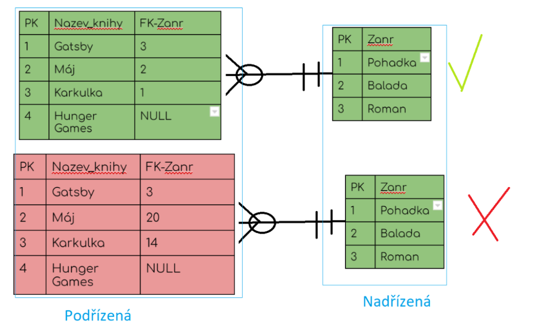 PK Nazev_knihy FK-Zanr
1 Gatsby 3
2 Máj 2
3 Karkulka 1
4 Hunger Games NULL
PK Zanr
1 Pohadka
2 Balada
3 Roman
PK Nazev_knihy FK-Zanr
1 Gatsby 3
2 Máj 20
3 Karkulka 14
4 Hunger Games NULL
PK Zanr
1 Pohadka
2 Balada
3 Roman
Podřízená
Nadřízená